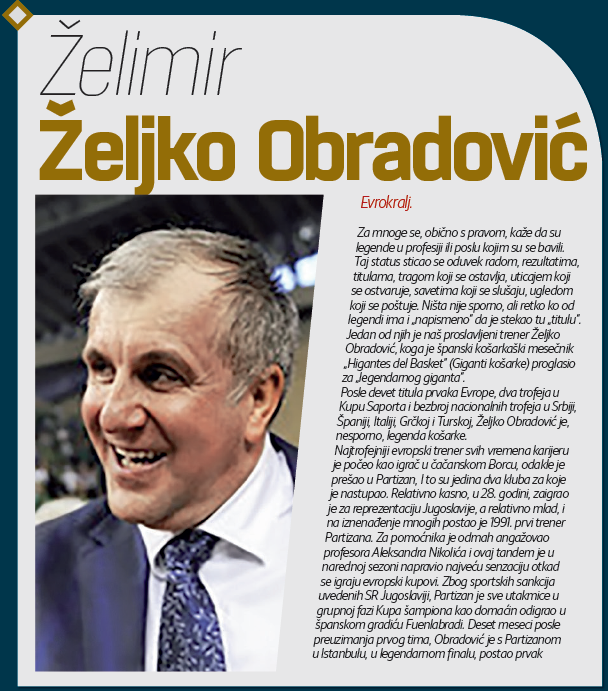 Želimir
Željko Obradović
Evrokralj.
Za mnoge se, obično s pravom, kaže da su
legende u profesiji ili poslu kojim su se bavili.
Taj status sticao se oduvek radom, rezultatima,
titulama, tragom koji se ostavlja, uticajem koji
se ostvaruje, savetima koji se slušaju, ugledom
koji se poštuje. Ništa nije sporno, ali retko ko od
legendi ima i „napismeno" da je stekao tu „titulu".
Jedan od njih je naš proslavljeni trener Željko
Obradović, koga je španski košarkaški mesečnik
„Higantes del Basket" (Giganti košarke) proglasio
za „legendarnog giganta".
Posle devet titula prvaka Evrope, dva trofeja u
Kupu Saporta i bezbroj nacionalnih trofeja u Srbiji,
Španiji, Italiji, Grčkoj i Turskoj, Željko Obradović je,
nesporno, legenda košarke.
Najtrofejniji evropski trener svih vremena karijeru
je počeo kao igrač u čačanskom Borcu, odakle je
prešao u Partizan, I to su jedina dva kluba za koje
je nastupao. Relativno kasno, u 28. godini, zaigrao
je za reprezentaciju Jugoslavije, a relativno mlad, i
na iznenađenje mnogih postao je 1991. prvi trener
Partizana. Za pomoćnika je odmah angažovao
profesora Aleksandra Nikolića i ovaj tandem je u
narednoj sezoni napravio najveću senzaciju otkad
se igraju evropski kupovi. Zbog sportskih sankcija
uvedenih SR Jugoslaviji, Partizan je sve utakmice u
grupnoj fazi Kupa šampiona kao domaćn odigrao u
španskom gradiću Fuenlabradi. Deset meseci posle
preuzimanja prvog tima, Obradović je s Partizanom
u Istanbulu, u legendarnom finalu, postao prvak